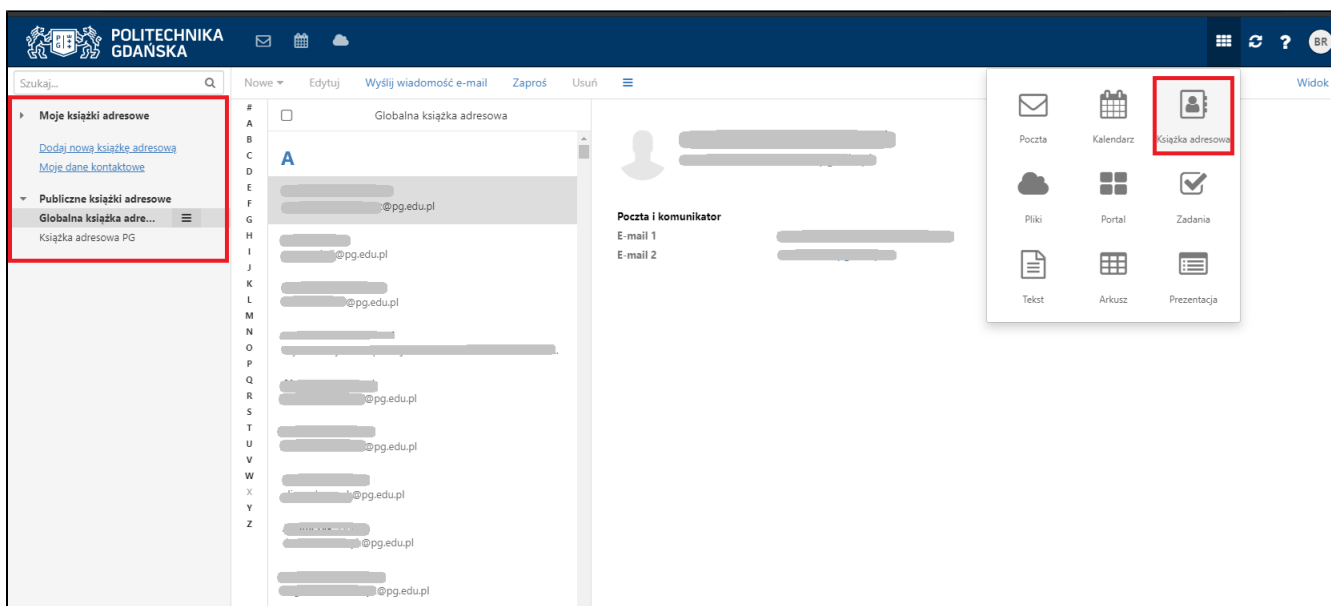 POLITECHNIKA
GDAŃSKA
? BR
Szukaj...
Nowe Edytuj Wyślij wiadomość e-mail Zaproś Usuń Widok
Moje książki adresowe
Dodaj nową książkę adresową
Moje dane kontaktowe
Publiczne książki adresowe
Globalna książka adre...
Książka adresowa PG
#
A
B
C
D
E
F
G
H
I
J
K
L
M
N
O
P
Q
R
S
T
U
V
W
X
Y
Z
Globalna książka adresowa
A
@pg.edu.pl
@pg.edu.pl
@pg.edu.pl
@pg.edu.pl
@pg.edu.pl
@pg.edu.pl
@pg.edu.pl
@pg.edu.pl
Poczta i komunikator
E-mail 1
E-mail 2
Poczta Kalendarz Książka adresowa
Pliki Portal Zadania
Tekst Arkusz Prezentacja